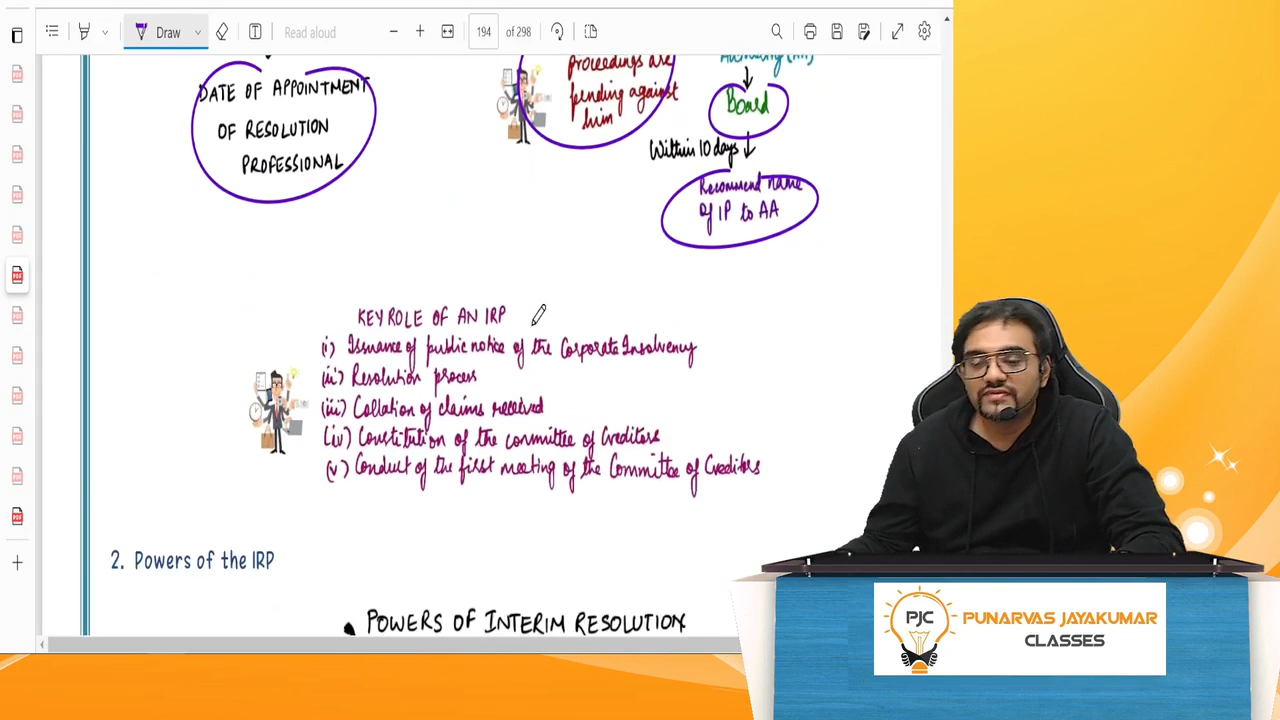 Draw
Read aloud
194 of 298
DATE OF APPOINTMENT
OF RESOLUTION
PROFESSIONAL
proceedings are
pending against
him
Board
Within 10 days
Recommend name
of IP to AA
KEY ROLE OF AN IRP
(i) Issuance of public notice of the Corporate Insolvency
(ii) Resolution process
(iii) Collation of claims received
(iv) Constitution of the committee of Creditors
(v) Conduct of the first meeting of the Committee of Creditors
2. Powers of the IRP
POWERS OF INTERIM RESOLUTION
PJC
PUNARVAS JAYAKUMAR
CLASSES